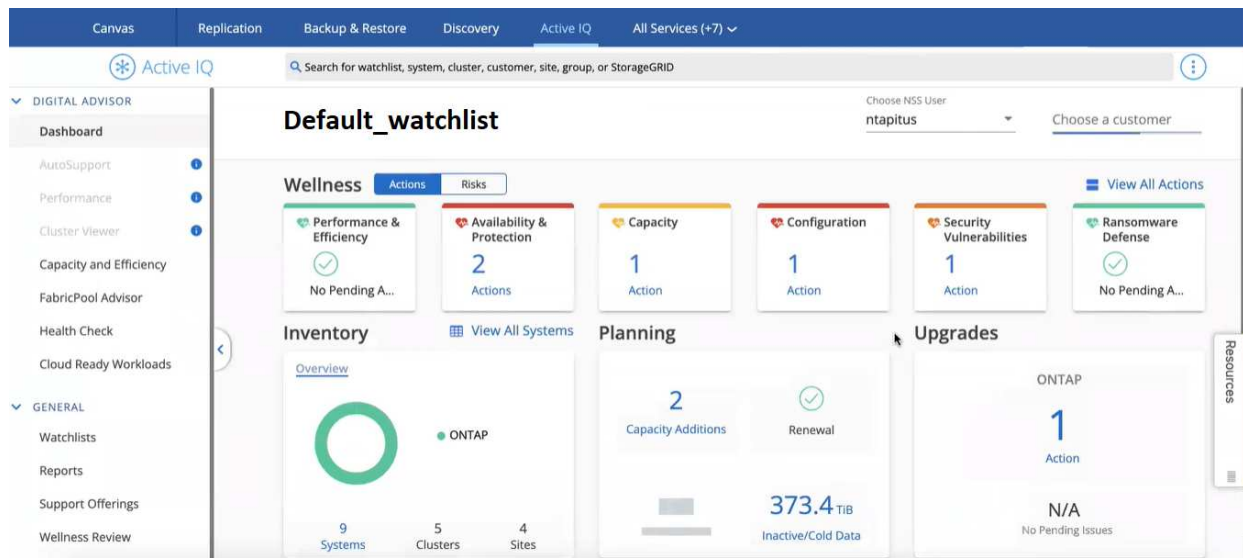 Canvas
Replication
Backup & Restore
Discovery
Active IQ
All Services (+7)
Active IQ
Search for watchlist, system, cluster, customer, site, group, or StorageGRID
DIGITAL ADVISOR
Dashboard
AutoSupport
Performance
Cluster Viewer
Capacity and Efficiency
FabricPool Advisor
Health Check
Cloud Ready Workloads
GENERAL
Watchlists
Reports
Support Offerings
Wellness Review
Default_watchlist
Choose NSS User
ntapitus
Choose a customer
Wellness
Actions
Risks
View All Actions
Performance &
Efficiency
No Pending A...
Availability &
Protection
2
Actions
Capacity
1
Action
Configuration
1
Action
Security
Vulnerabilities
1
Action
Ransomware
Defense
No Pending A...
Inventory
View All Systems
Overview
ONTAP
9
Systems
5
Clusters
4
Sites
Planning
2
Capacity Additions
Renewal
373.4 TiB
Inactive/Cold Data
Upgrades
ONTAP
1
Action
N/A
No Pending Issues
Resources